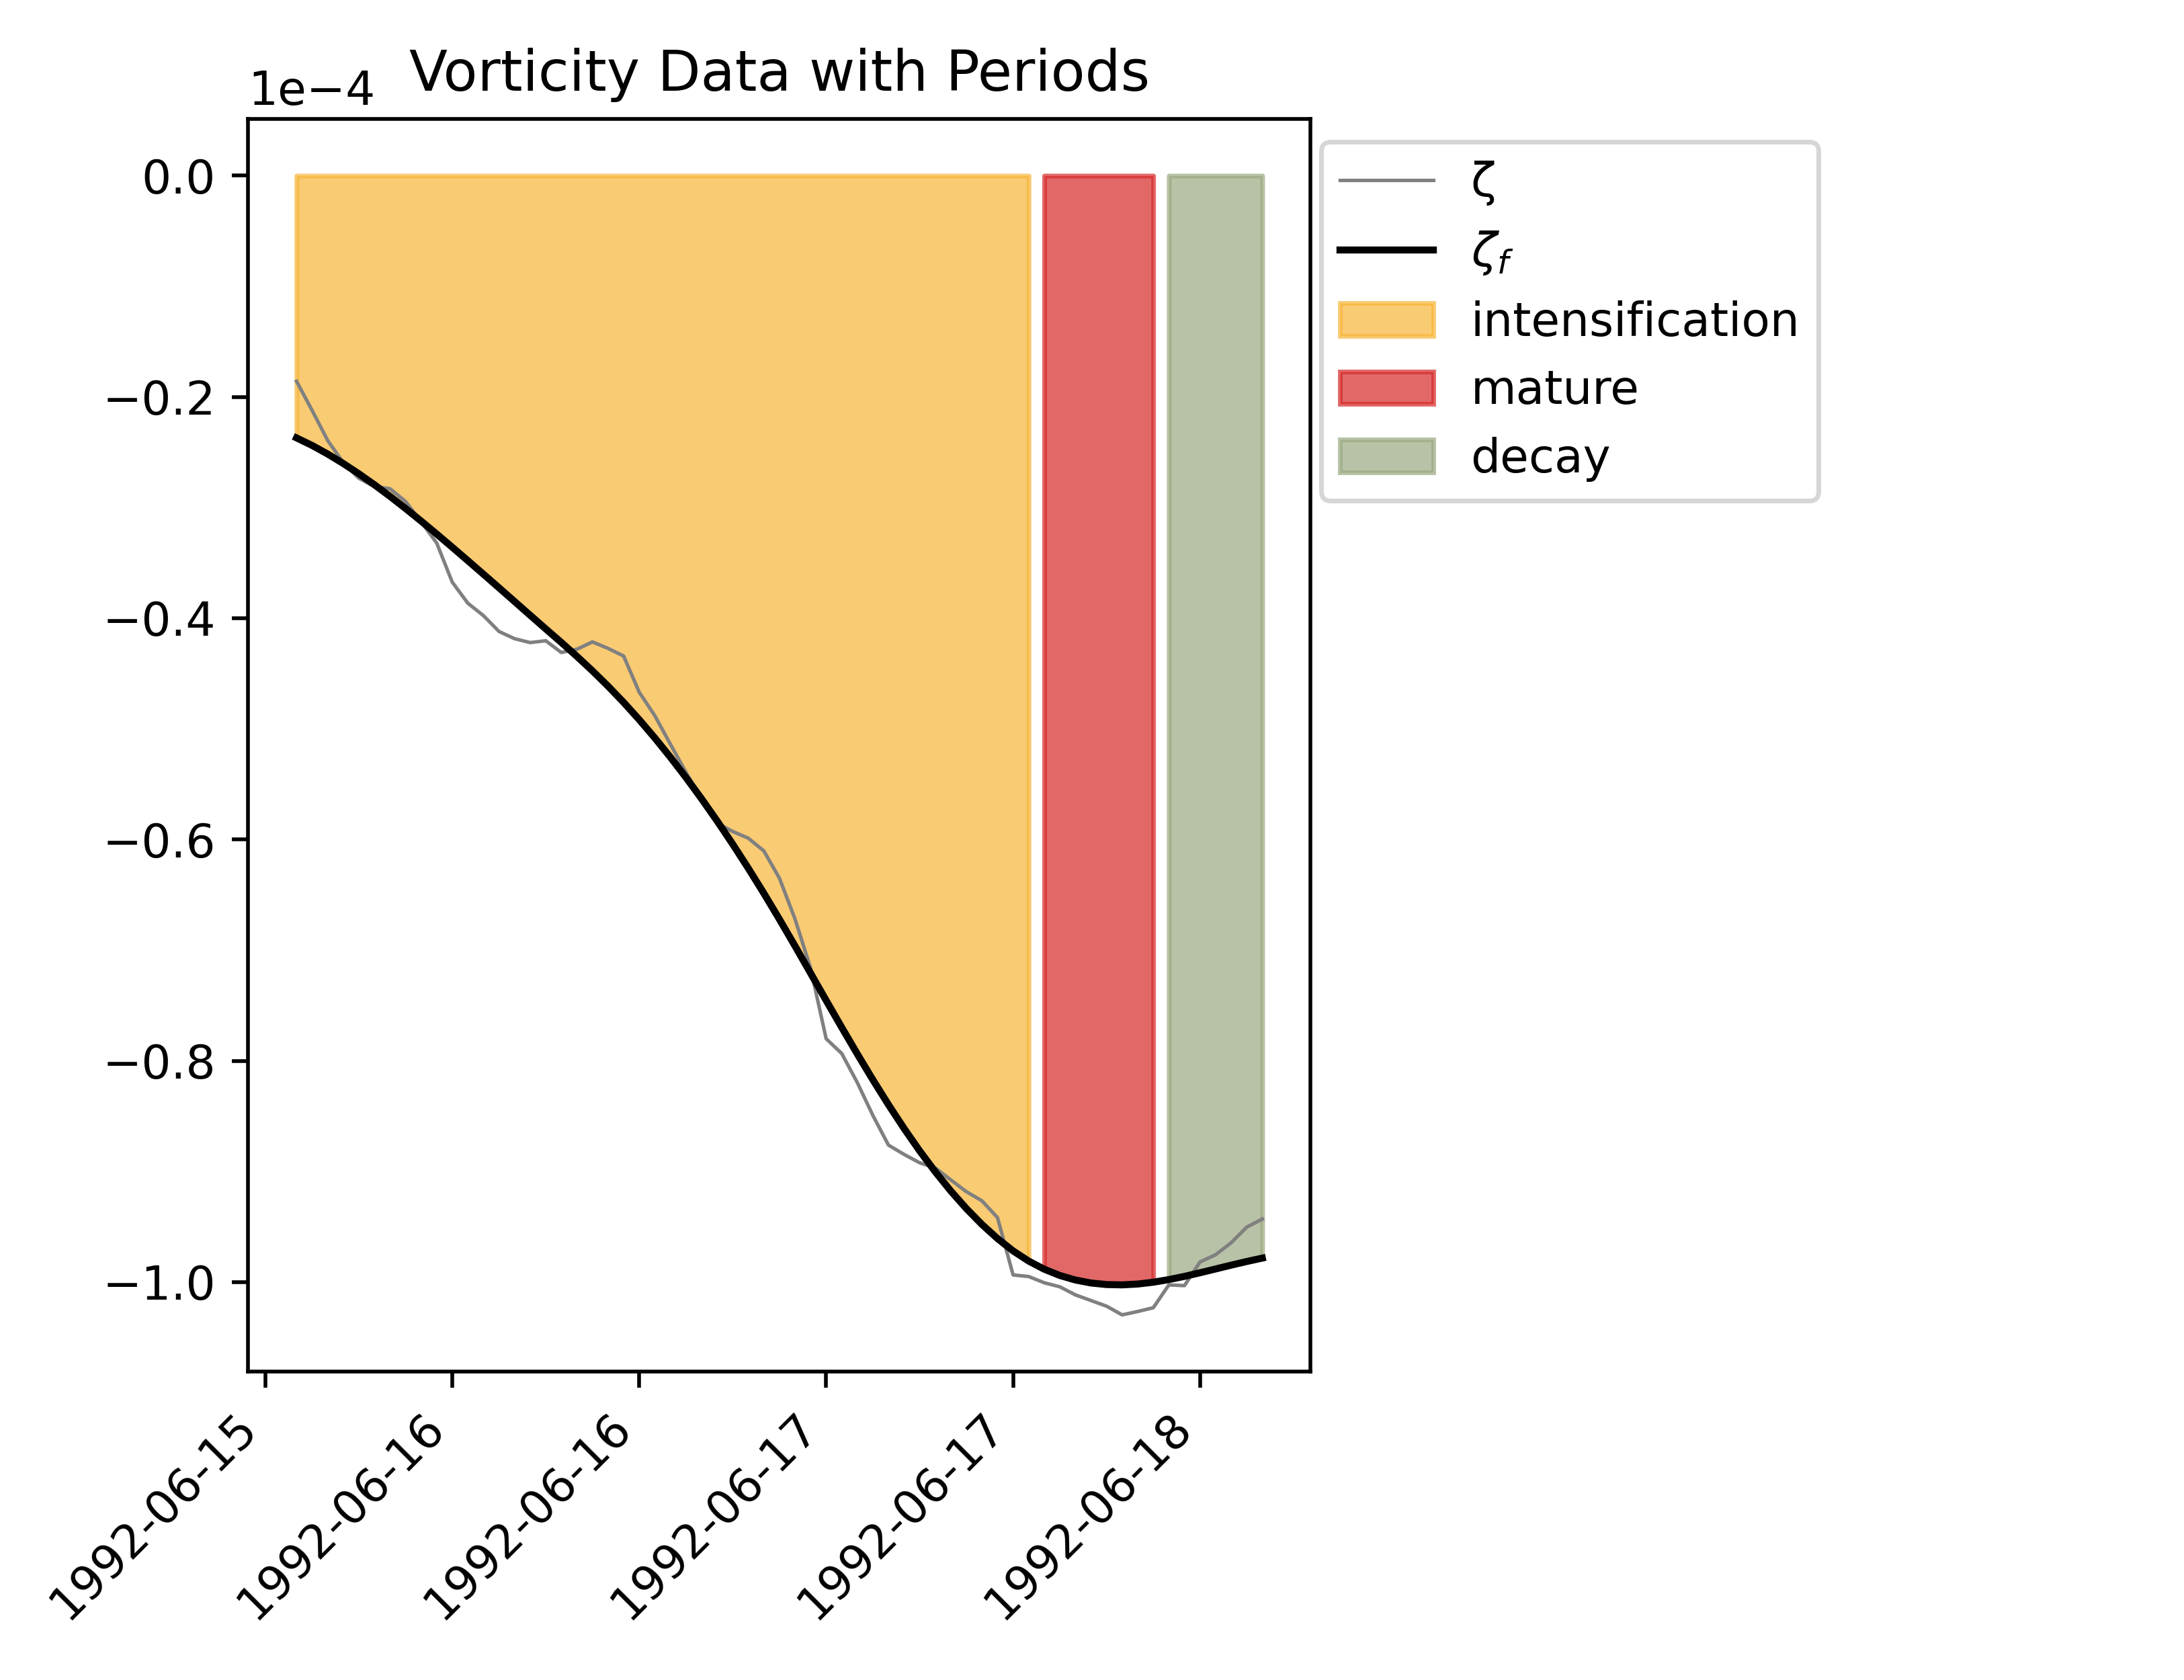 Vorticity Data with Periods
1e−4
0.0
−0.2
−0.4
−0.6
−0.8
−1.0
1992-06-15
1992-06-16
1992-06-16
1992-06-17
1992-06-17
1992-06-18
ζ
ζf
intensification
mature
decay